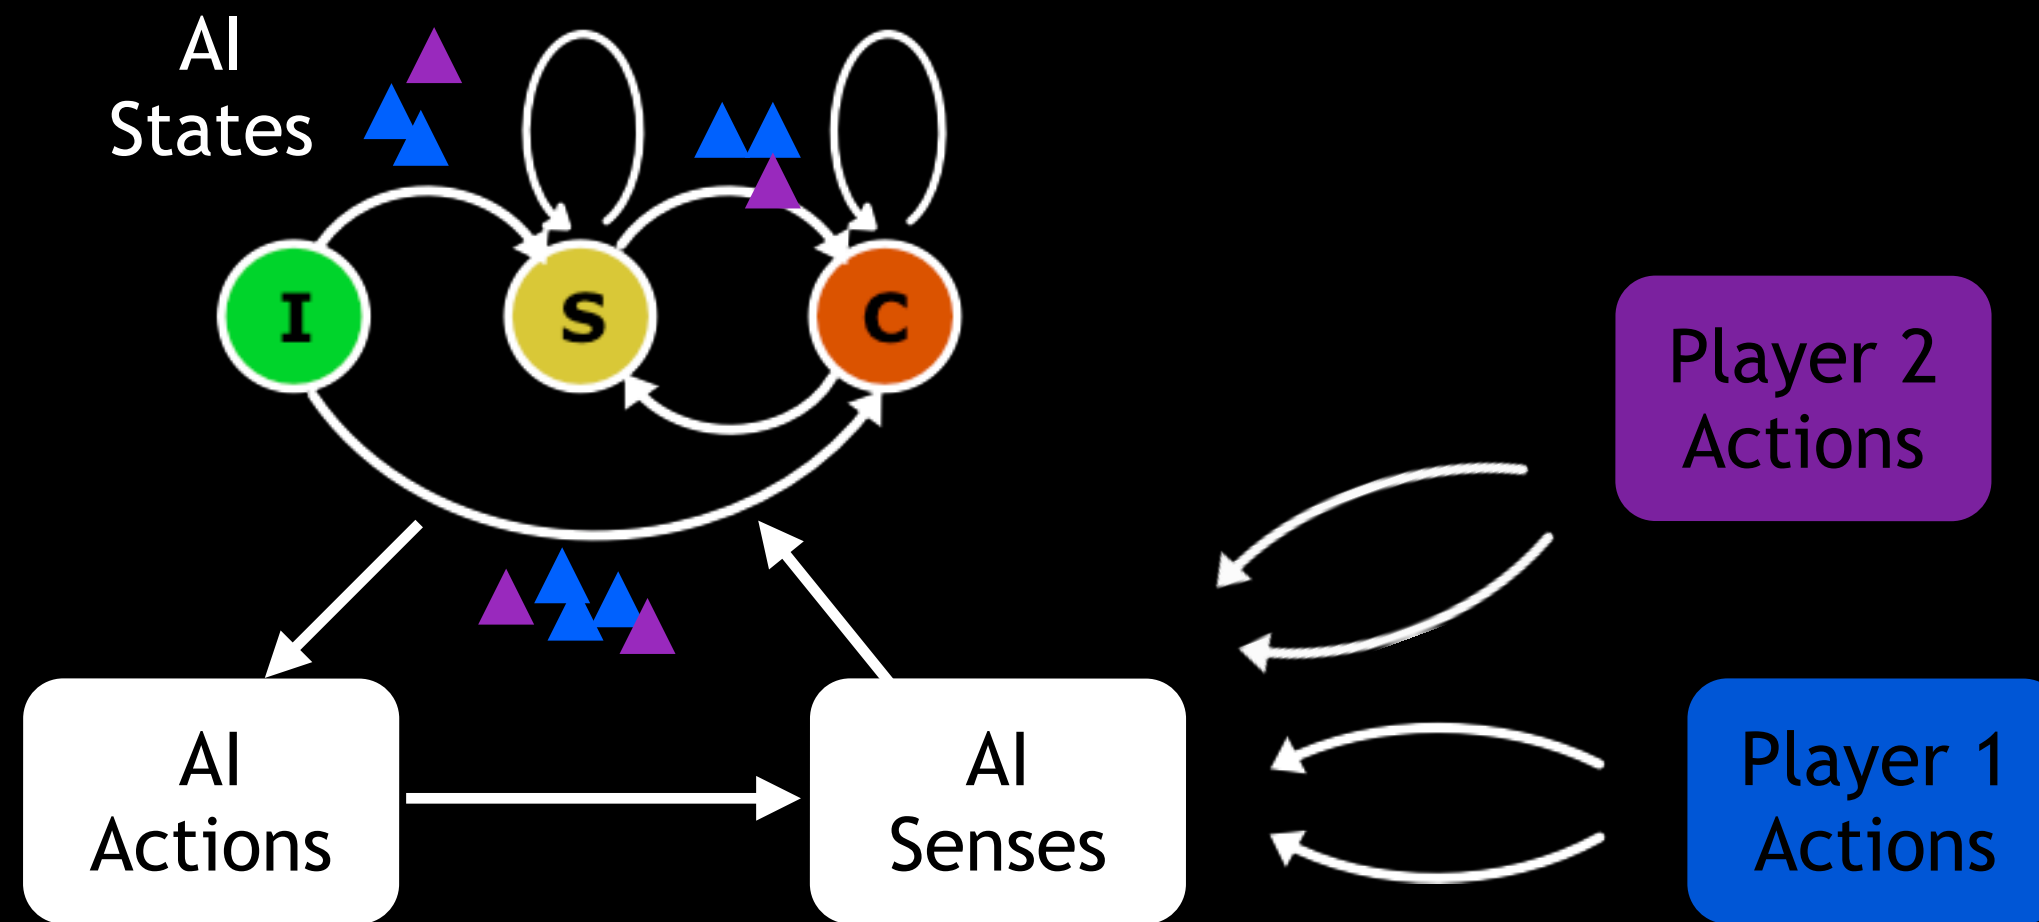 AI
States
I
S
C
Player 2
Actions
AI
Actions
AI
Senses
Player 1
Actions